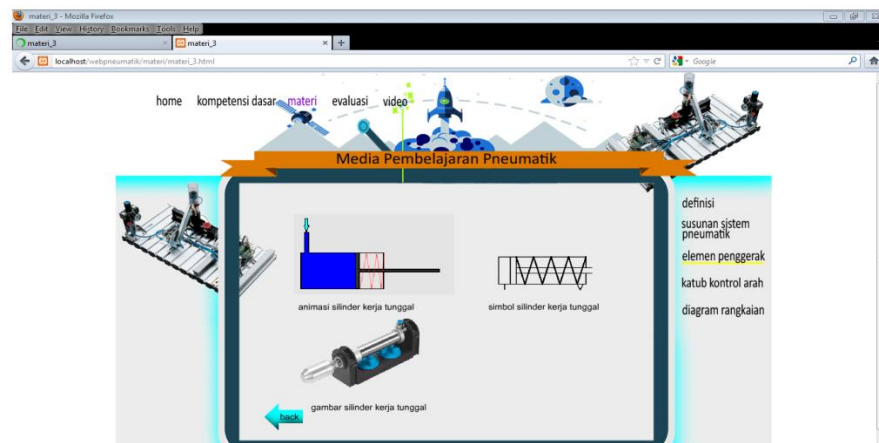 materi_3 - Mozilla Firefox
File Edit View History Bookmarks Tools Help
materi_3 materi_3
localhost/webpneumatik/materi/materi_3.html Google
home kompetensi dasar materi evaluasi video
Media Pembelajaran Pneumatik
definisi
susunan sistem
pneumatik
elemen penggerak
katub kontrol arah
diagram rangkaian
animasi silinder kerja tunggal
simbol silinder kerja tunggal
gambar silinder kerja tunggal
back